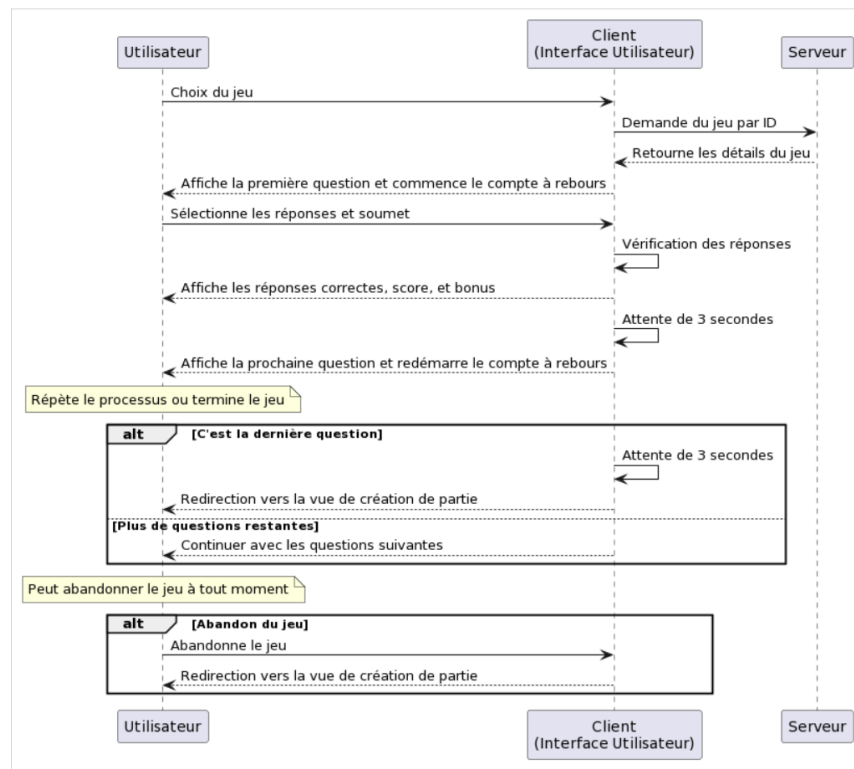 Utilisateur
Client
(Interface Utilisateur)
Serveur
Choix du jeu
Demande du jeu par ID
Retourne les détails du jeu
Affiche la première question et commence le compte à rebours
Sélectionne les réponses et soumet
Vérification des réponses
Affiche les réponses correctes, score, et bonus
Attente de 3 secondes
Affiche la prochaine question et redémarre le compte à rebours
Répète le processus ou termine le jeu
alt [C'est la dernière question]
Attente de 3 secondes
Redirection vers la vue de création de partie
[Plus de questions restantes]
Continuer avec les questions suivantes
Peut abandonner le jeu à tout moment
alt [Abandon du jeu]
Abandonne le jeu
Redirection vers la vue de création de partie
Utilisateur
Client
(Interface Utilisateur)
Serveur